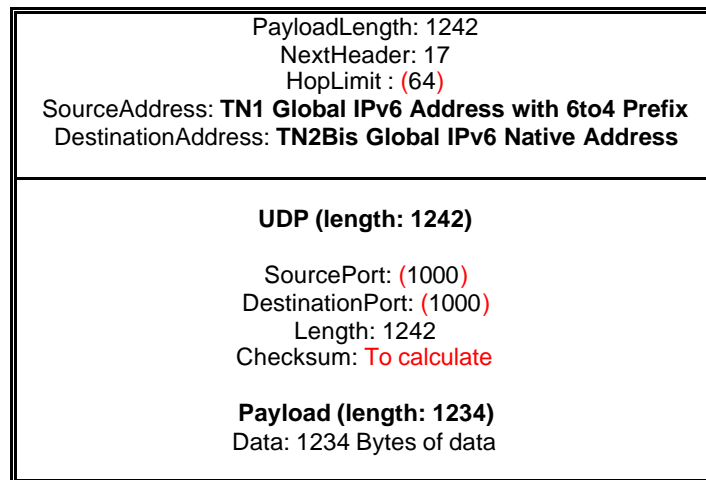 PayloadLength: 1242
NextHeader: 17
HopLimit : (64)
SourceAddress: TN1 Global IPv6 Address with 6to4 Prefix
DestinationAddress: TN2Bis Global IPv6 Native Address
UDP (length: 1242)
SourcePort: (1000)
DestinationPort: (1000)
Length: 1242
Checksum: To calculate
Payload (length: 1234)
Data: 1234 Bytes of data